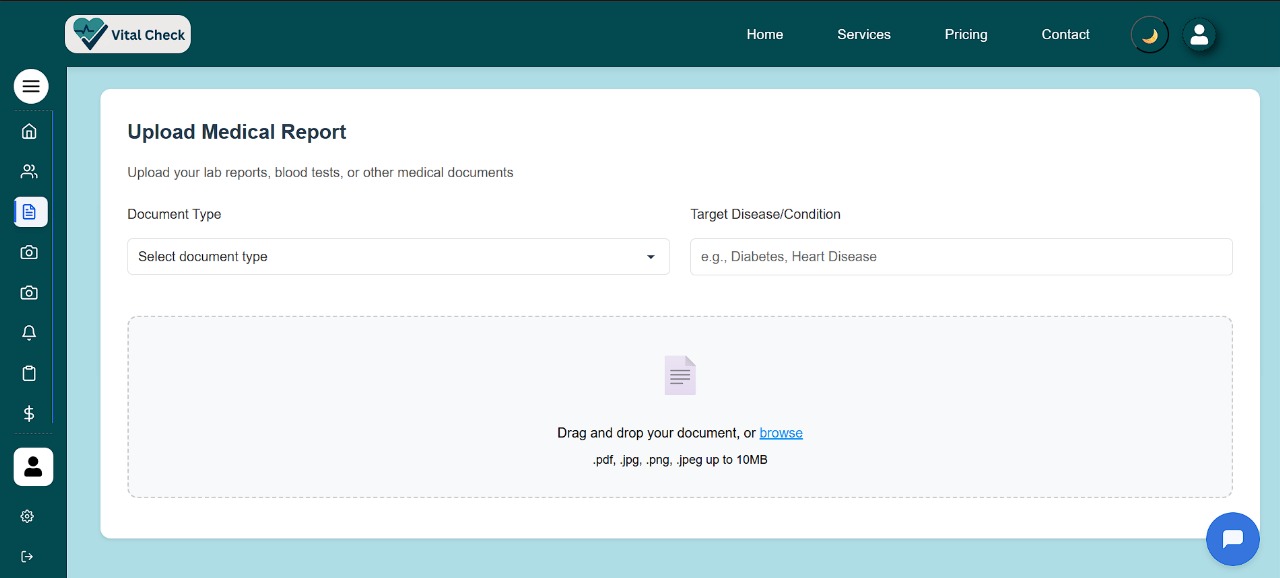 Vital Check
Home Services Pricing Contact
Upload Medical Report
Upload your lab reports, blood tests, or other medical documents
Document Type Target Disease/Condition
Select document type e.g., Diabetes, Heart Disease
Drag and drop your document, or browse
.pdf, .jpg, .png, .jpeg up to 10MB